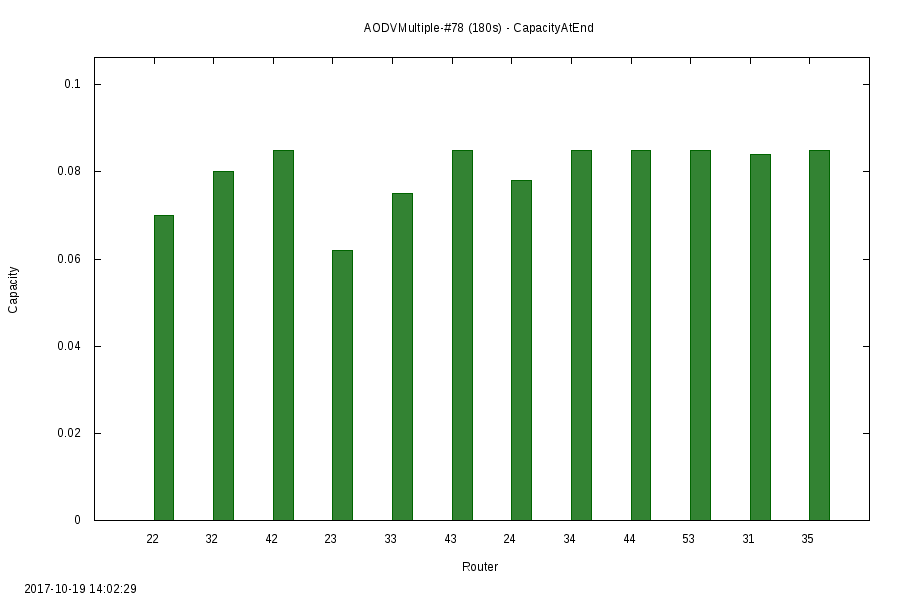 AODVMultiple-#78 (180s) - CapacityAtEnd
0.1
0.08
0.06
0.04
0.02
0
Capacity
22 32 42 23 33 43 24 34 44 53 31 35
Router
2017-10-19 14:02:29